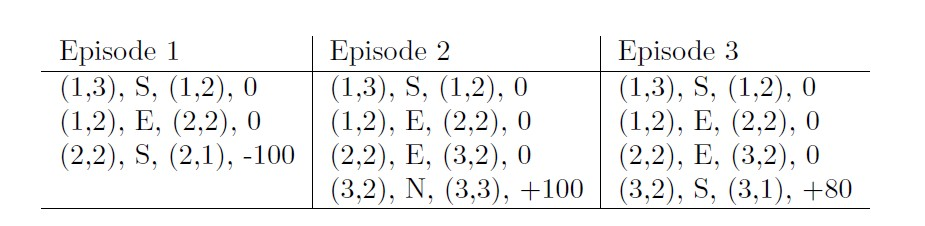 Episode 1 Episode 2 Episode 3
(1,3), S, (1,2), 0 (1,3), S, (1,2), 0 (1,3), S, (1,2), 0
(1,2), E, (2,2), 0 (1,2), E, (2,2), 0 (1,2), E, (2,2), 0
(2,2), S, (2,1), -100 (2,2), E, (3,2), 0 (2,2), E, (3,2), 0
(3,2), N, (3,3), +100 (3,2), S, (3,1), +80